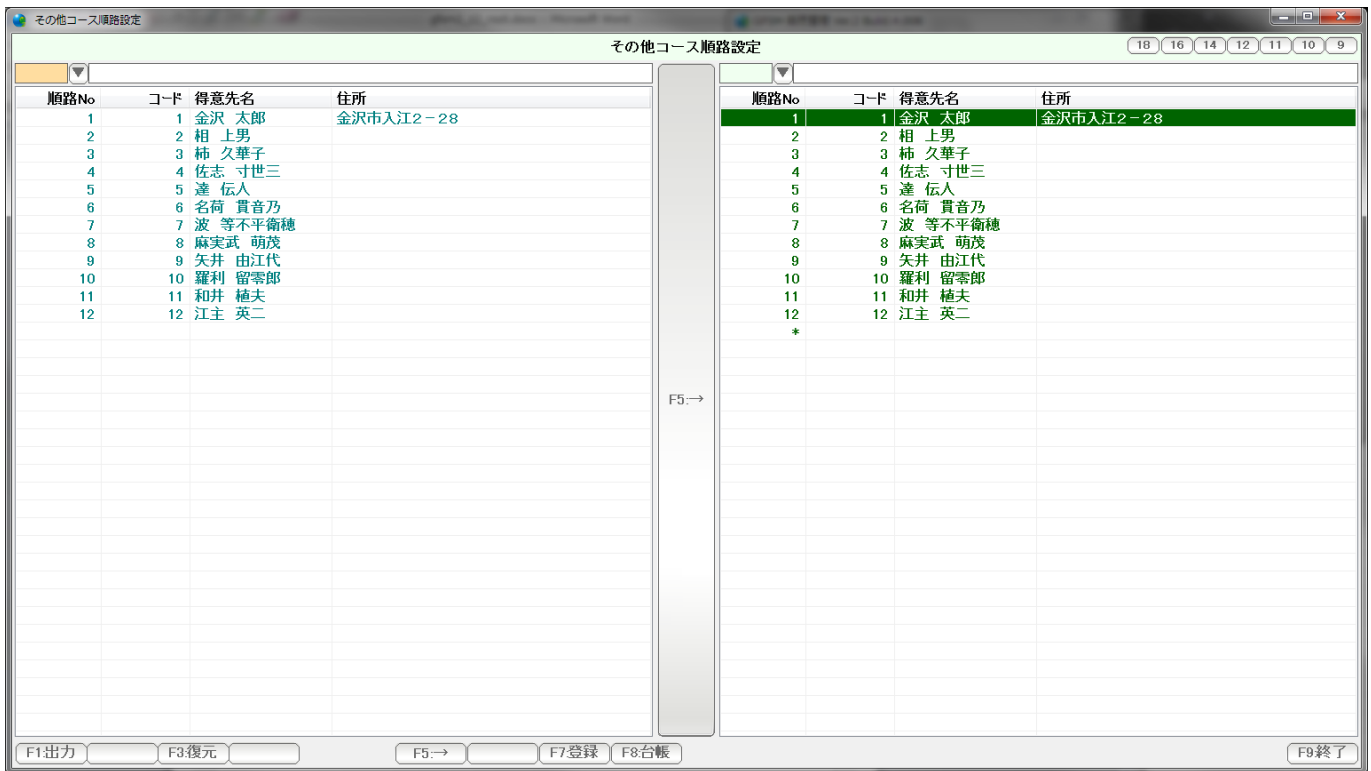 その他コース順路設定
その他コース順路設定
18 16 14 12 11 10 9
順路No コード 得意先名 住所
1 1 金沢 太郎 金沢市入江2-28
2 2 相 上男
3 3 柿 久華子
4 4 佐志 寸世三
5 5 達 伝人
6 6 名荷 貫音乃
7 7 波 等不平衛穂
8 8 麻実武 萌茂
9 9 矢井 由江代
10 10 羅利 留零郎
11 11 和井 植夫
12 12 江主 英二
F5:→
順路No コード 得意先名 住所
1 1 金沢 太郎 金沢市入江2-28
2 2 相 上男
3 3 柿 久華子
4 4 佐志 寸世三
5 5 達 伝人
6 6 名荷 貫音乃
7 7 波 等不平衛穂
8 8 麻実武 萌茂
9 9 矢井 由江代
10 10 羅利 留零郎
11 11 和井 植夫
12 12 江主 英二
*
F1:出力 F3:復元 F5:→ F7:登録 F8:台帳 F9:終了